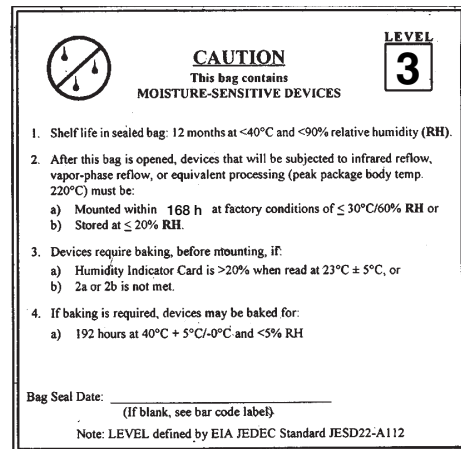 LEVEL
3
CAUTION
This bag contains
MOISTURE-SENSITIVE DEVICES
1. Shelf life in sealed bag: 12 months at <40°C and <90% relative humidity (RH).
2. After this bag is opened, devices that will be subjected to infrared reflow,
vapor-phase reflow, or equivalent processing (peak package body temp.
220°C) must be:
a) Mounted within 168 h at factory conditions of ≤ 30°C/60% RH or
b) Stored at ≤ 20% RH.
3. Devices require baking, before mounting, if:
a) Humidity Indicator Card is >20% when read at 23°C ± 5°C, or
b) 2a or 2b is not met.
4. If baking is required, devices may be baked for:
a) 192 hours at 40°C + 5°C/-0°C and <5% RH
Bag Seal Date:
(If blank, see bar code label)
Note: LEVEL defined by EIA JEDEC Standard JESD22-A112